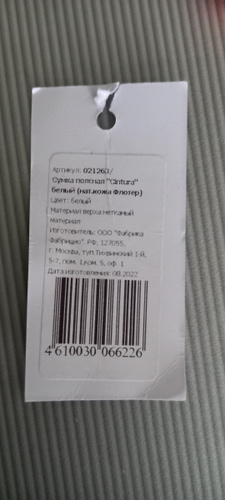 Артикул: 021260/
Сумка поясная "Cintura"
белый (нат.кожа Флотер)
Цвет: белый
Материал верха:нетканый
материал
Изготовитель: ООО "Фабрика
Фабрицио", РФ, 127055,
г. Москва, туп.Тихвинский 1-й,
5-7, пом. 1,ком. 5, оф. 1
Дата изготовления: 08.2022
4 610030 066226